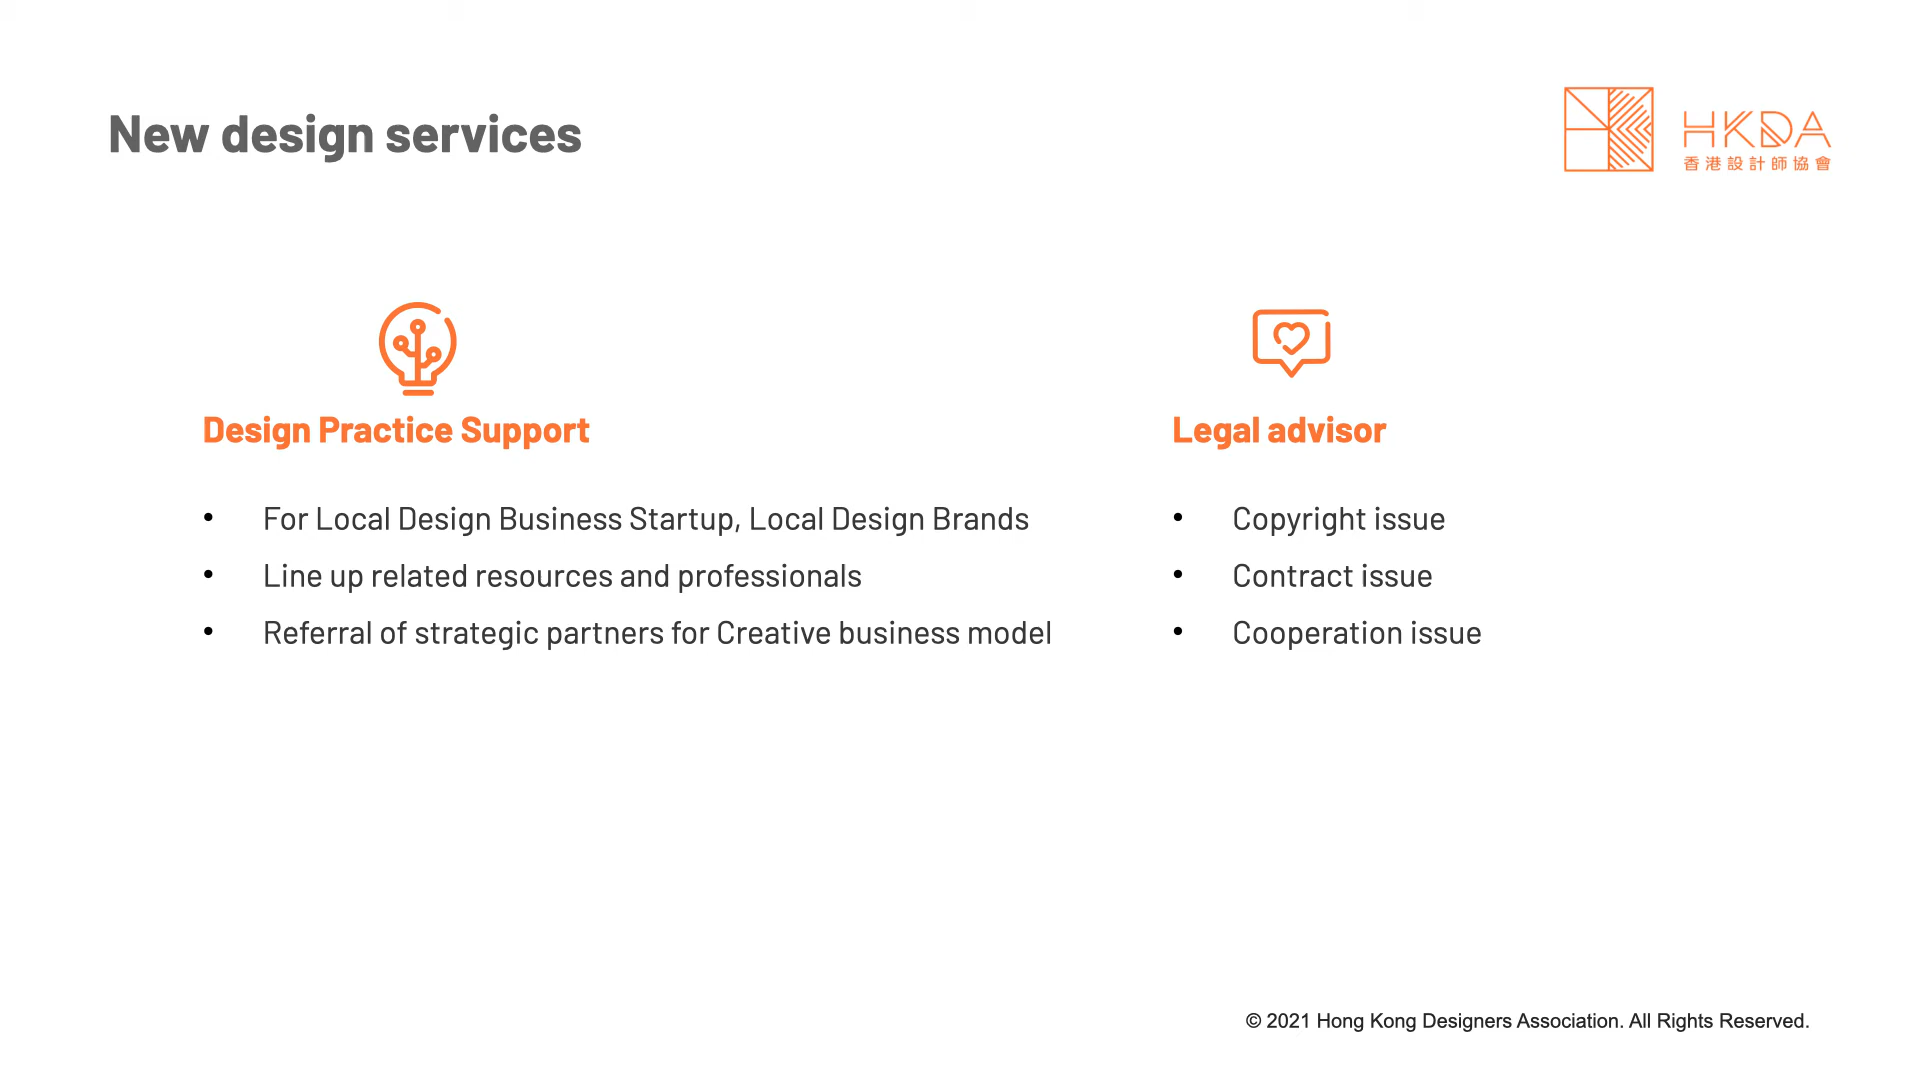 New design services
HKDA
香港設計師協會
Design Practice Support
• For Local Design Business Startup, Local Design Brands
• Line up related resources and professionals
• Referral of strategic partners for Creative business model
Legal advisor
• Copyright issue
• Contract issue
• Cooperation issue
© 2021 Hong Kong Designers Association. All Rights Reserved.